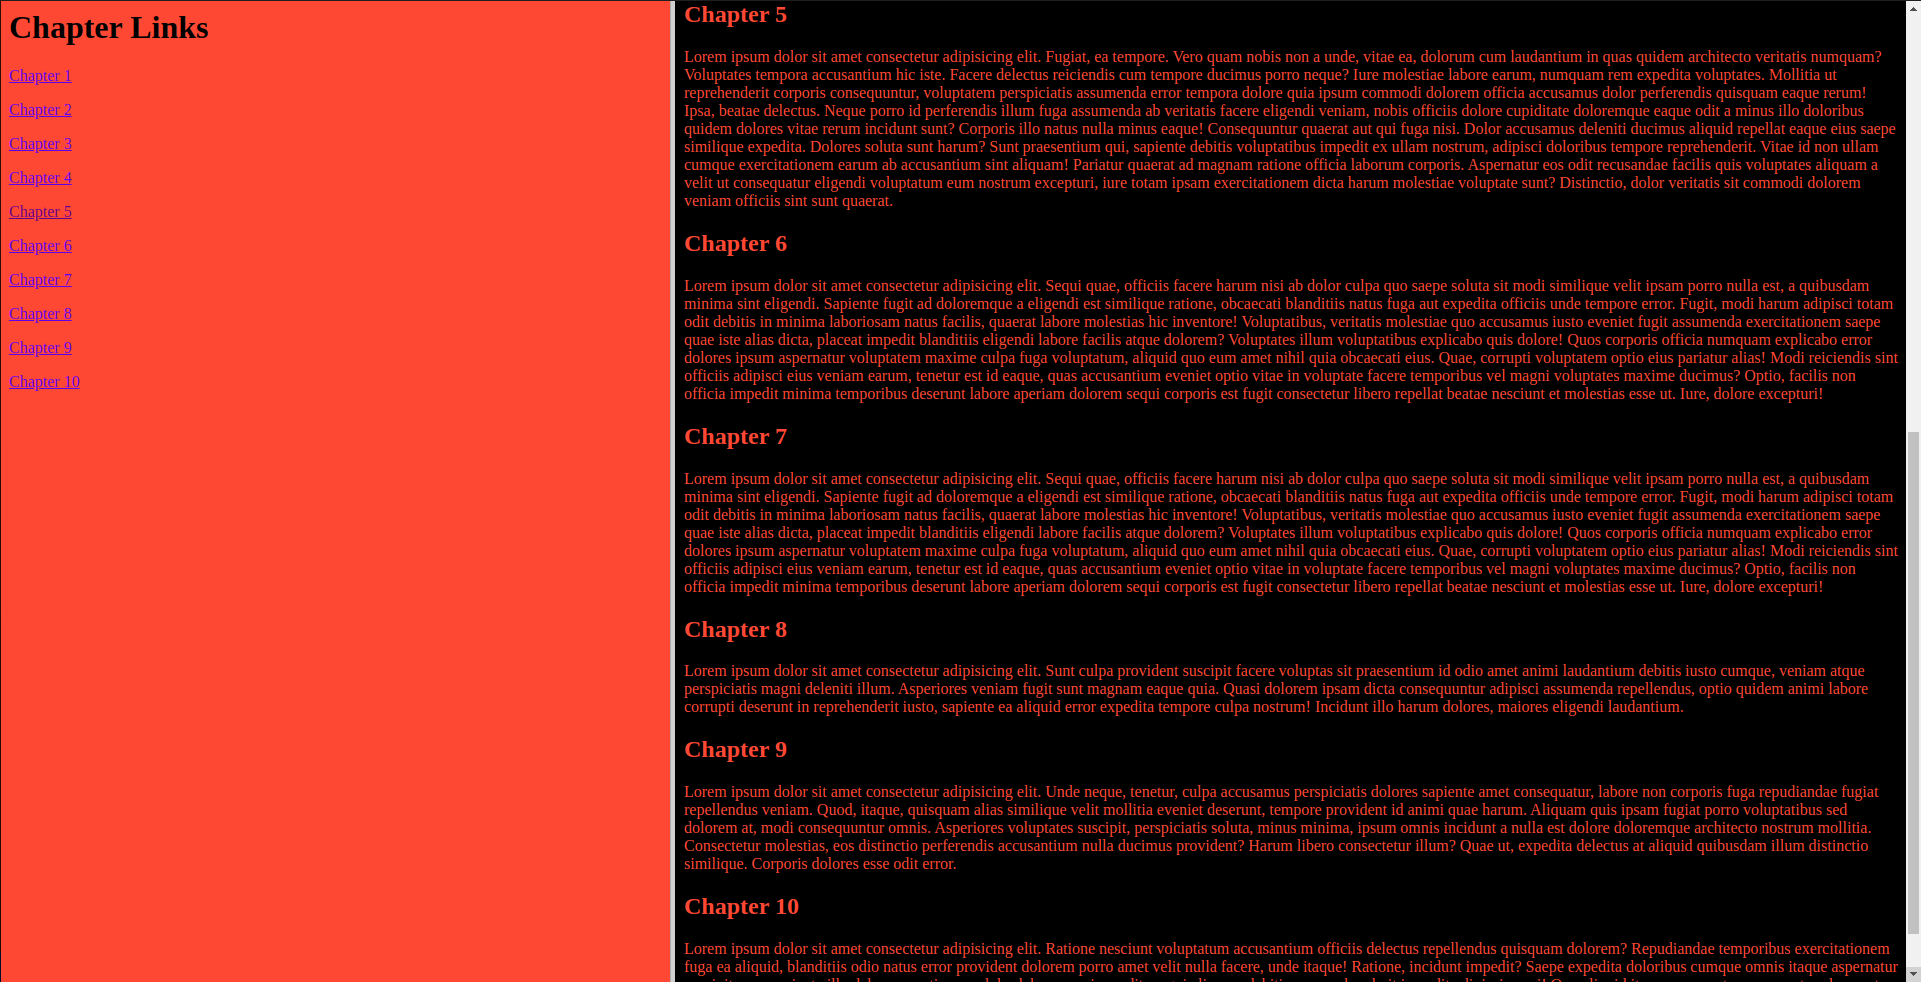 Chapter Links
Chapter 1
Chapter 2
Chapter 3
Chapter 4
Chapter 5
Chapter 6
Chapter 7
Chapter 8
Chapter 9
Chapter 10
Chapter 5
Lorem ipsum dolor sit amet consectetur adipisicing elit. Fugiat, ea tempore. Vero quam nobis non a unde, vitae ea, dolorum cum laudantium in quas quidem architecto veritatis numquam?
Voluptates tempora accusantium hic iste. Facere delectus reiciendis cum tempore ducimus porro neque? Iure molestiae labore earum, numquam rem expedita voluptates. Mollitia ut
reprehenderit corporis consequuntur, voluptatem perspiciatis assumenda error tempora dolore quia ipsum commodi dolorem officia accusamus dolor perferendis quisquam eaque rerum!
Ipsa, beatae delectus. Neque porro id perferendis illum fuga assumenda ab veritatis facere eligendi veniam, nobis officiis dolore cupiditate doloremque eaque odit a minus illo doloribus
quidem dolores vitae rerum incidunt sunt? Corporis illo natus nulla minus eaque! Consequuntur quaerat aut qui fuga nisi. Dolor accusamus deleniti ducimus aliquid repellat eaque eius saepe
similique expedita. Dolores soluta sunt harum? Sunt praesentium qui, sapiente debitis voluptatibus impedit ex ullam nostrum, adipisci doloribus tempore reprehenderit. Vitae id non ullam
cumque exercitationem earum ab accusantium sint aliquam! Pariatur quaerat ad magnam ratione officia laborum corporis. Aspernatur eos odit recusandae facilis quis voluptates aliquam a
velit ut consequatur eligendi voluptatum eum nostrum excepturi, iure totam ipsam exercitationem dicta harum molestiae voluptate sunt? Distinctio, dolor veritatis sit commodi dolorem
veniam officiis sint sunt quaerat.
Chapter 6
Lorem ipsum dolor sit amet consectetur adipisicing elit. Sequi quae, officiis facere harum nisi ab dolor culpa quo saepe soluta sit modi similique velit ipsam porro nulla est, a quibusdam
minima sint eligendi. Sapiente fugit ad doloremque a eligendi est similique ratione, obcaecati blanditiis natus fuga aut expedita officiis unde tempore error. Fugit, modi harum adipisci totam
odit debitis in minima laboriosam natus facilis, quaerat labore molestias hic inventore! Voluptatibus, veritatis molestiae quo accusamus iusto eveniet fugit assumenda exercitationem saepe
quae iste alias dicta, placeat impedit blanditiis eligendi labore facilis atque dolorem? Voluptates illum voluptatibus explicabo quis dolore! Quos corporis officia numquam explicabo error
dolores ipsum aspernatur voluptatem maxime culpa fuga voluptatum, aliquid quo eum amet nihil quia obcaecati eius. Quae, corrupti voluptatem optio eius pariatur alias! Modi reiciendis sint
officiis adipisci eius veniam earum, tenetur est id eaque, quas accusantium eveniet optio vitae in voluptate facere temporibus vel magni voluptates maxime ducimus? Optio, facilis non
officia impedit minima temporibus deserunt labore aperiam dolorem sequi corporis est fugit consectetur libero repellat beatae nesciunt et molestias esse ut. Iure, dolore excepturi!
Chapter 7
Lorem ipsum dolor sit amet consectetur adipisicing elit. Sequi quae, officiis facere harum nisi ab dolor culpa quo saepe soluta sit modi similique velit ipsam porro nulla est, a quibusdam
minima sint eligendi. Sapiente fugit ad doloremque a eligendi est similique ratione, obcaecati blanditiis natus fuga aut expedita officiis unde tempore error. Fugit, modi harum adipisci totam
odit debitis in minima laboriosam natus facilis, quaerat labore molestias hic inventore! Voluptatibus, veritatis molestiae quo accusamus iusto eveniet fugit assumenda exercitationem saepe
quae iste alias dicta, placeat impedit blanditiis eligendi labore facilis atque dolorem? Voluptates illum voluptatibus explicabo quis dolore! Quos corporis officia numquam explicabo error
dolores ipsum aspernatur voluptatem maxime culpa fuga voluptatum, aliquid quo eum amet nihil quia obcaecati eius. Quae, corrupti voluptatem optio eius pariatur alias! Modi reiciendis sint
officiis adipisci eius veniam earum, tenetur est id eaque, quas accusantium eveniet optio vitae in voluptate facere temporibus vel magni voluptates maxime ducimus? Optio, facilis non
officia impedit minima temporibus deserunt labore aperiam dolorem sequi corporis est fugit consectetur libero repellat beatae nesciunt et molestias esse ut. Iure, dolore excepturi!
Chapter 8
Lorem ipsum dolor sit amet consectetur adipisicing elit. Sunt culpa provident suscipit facere voluptas sit praesentium id odio amet animi laudantium debitis iusto cumque, veniam atque
perspiciatis magni deleniti illum. Asperiores veniam fugit sunt magnam eaque quia. Quasi dolorem ipsam dicta consequuntur adipisci assumenda repellendus, optio quidem animi labore
corrupti deserunt in reprehenderit iusto, sapiente ea aliquid error expedita tempore culpa nostrum! Incidunt illo harum dolores, maiores eligendi laudantium.
Chapter 9
Lorem ipsum dolor sit amet consectetur adipisicing elit. Unde neque, tenetur, culpa accusamus perspiciatis dolores sapiente amet consequatur, labore non corporis fuga repudiandae fugiat
repellendus veniam. Quod, itaque, quisquam alias similique velit mollitia eveniet deserunt, tempore provident id animi quae harum. Aliquam quis ipsam fugiat porro voluptatibus sed
dolorem at, modi consequuntur omnis. Asperiores voluptates suscipit, perspiciatis soluta, minus minima, ipsum omnis incidunt a nulla est dolore doloremque architecto nostrum mollitia.
Consectetur molestias, eos distinctio perferendis accusantium nulla ducimus provident? Harum libero consectetur illum? Quae ut, expedita delectus at aliquid quibusdam illum distinctio
similique. Corporis dolores esse odit error.
Chapter 10
Lorem ipsum dolor sit amet consectetur adipisicing elit. Ratione nesciunt voluptatum accusantium officiis delectus repellendus quisquam dolorem? Repudiandae temporibus exercitationem
fuga ea aliquid, blanditiis odio natus error provident dolorem porro amet velit nulla facere, unde itaque! Ratione, incidunt impedit? Saepe expedita doloribus cumque omnis itaque aspernatur